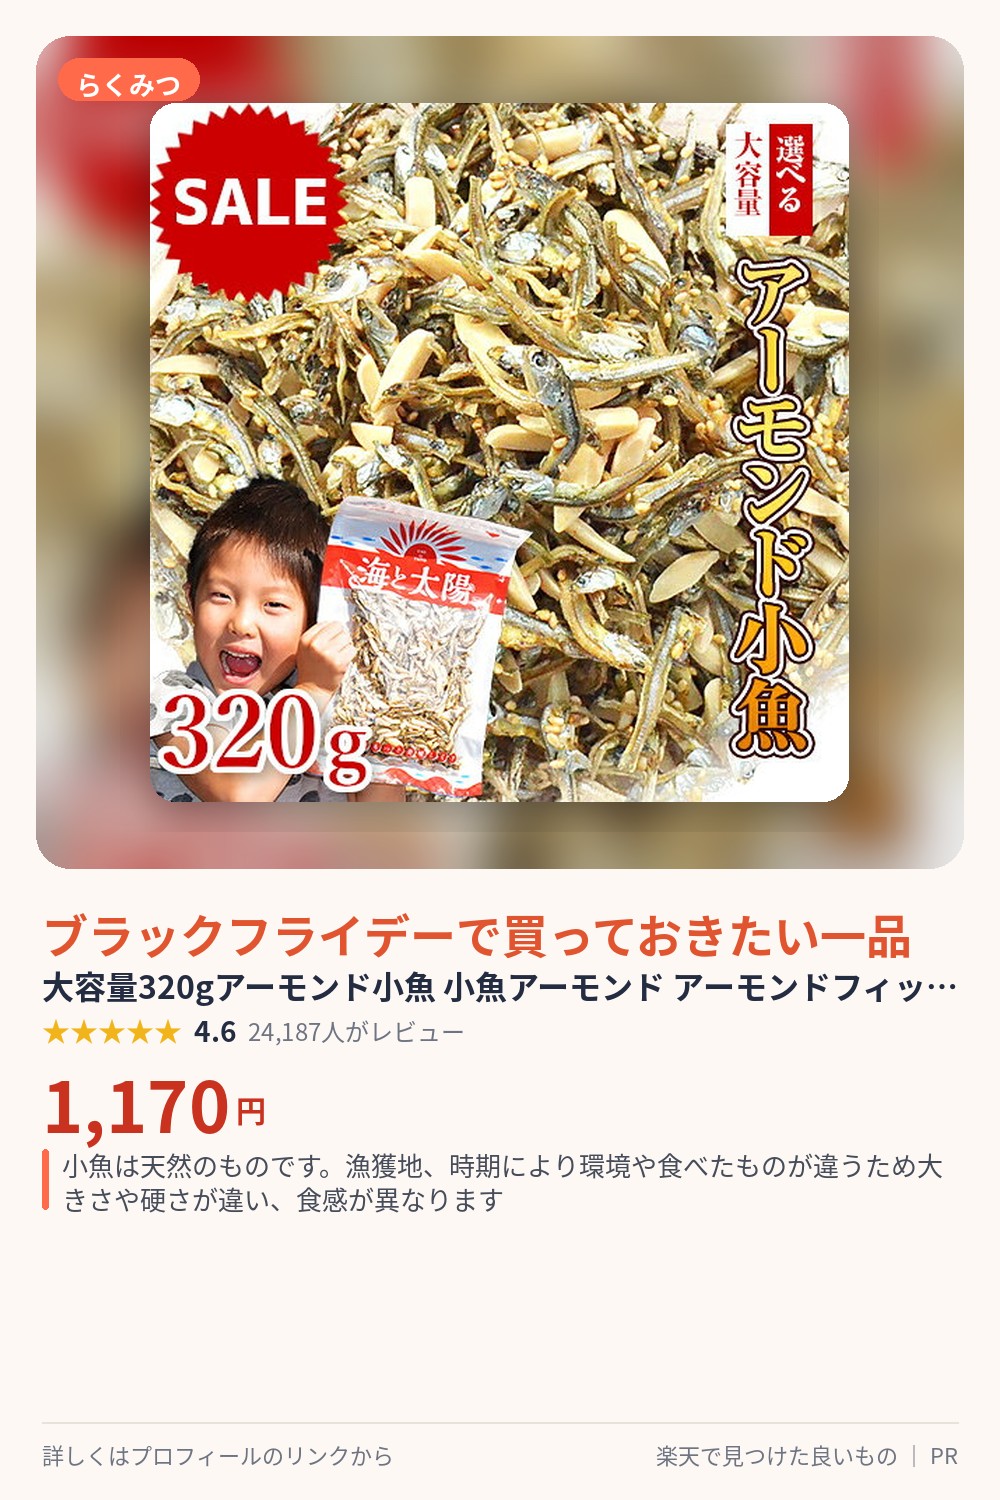 らくみつ
SALE
選べる
大容量
アーモンド小魚
海と太陽
320g
ブラックフライデーで買っておきたい一品
大容量320gアーモンド小魚 小魚アーモンド アーモンドフィッ…
★★★★★ 4.6 24,187人がレビュー
1,170円
小魚は天然のものです。漁獲地、時期により環境や食べたものが違うため大
きさや硬さが違い、食感が異なります
詳しくはプロフィールのリンクから
楽天で見つけた良いもの | PR